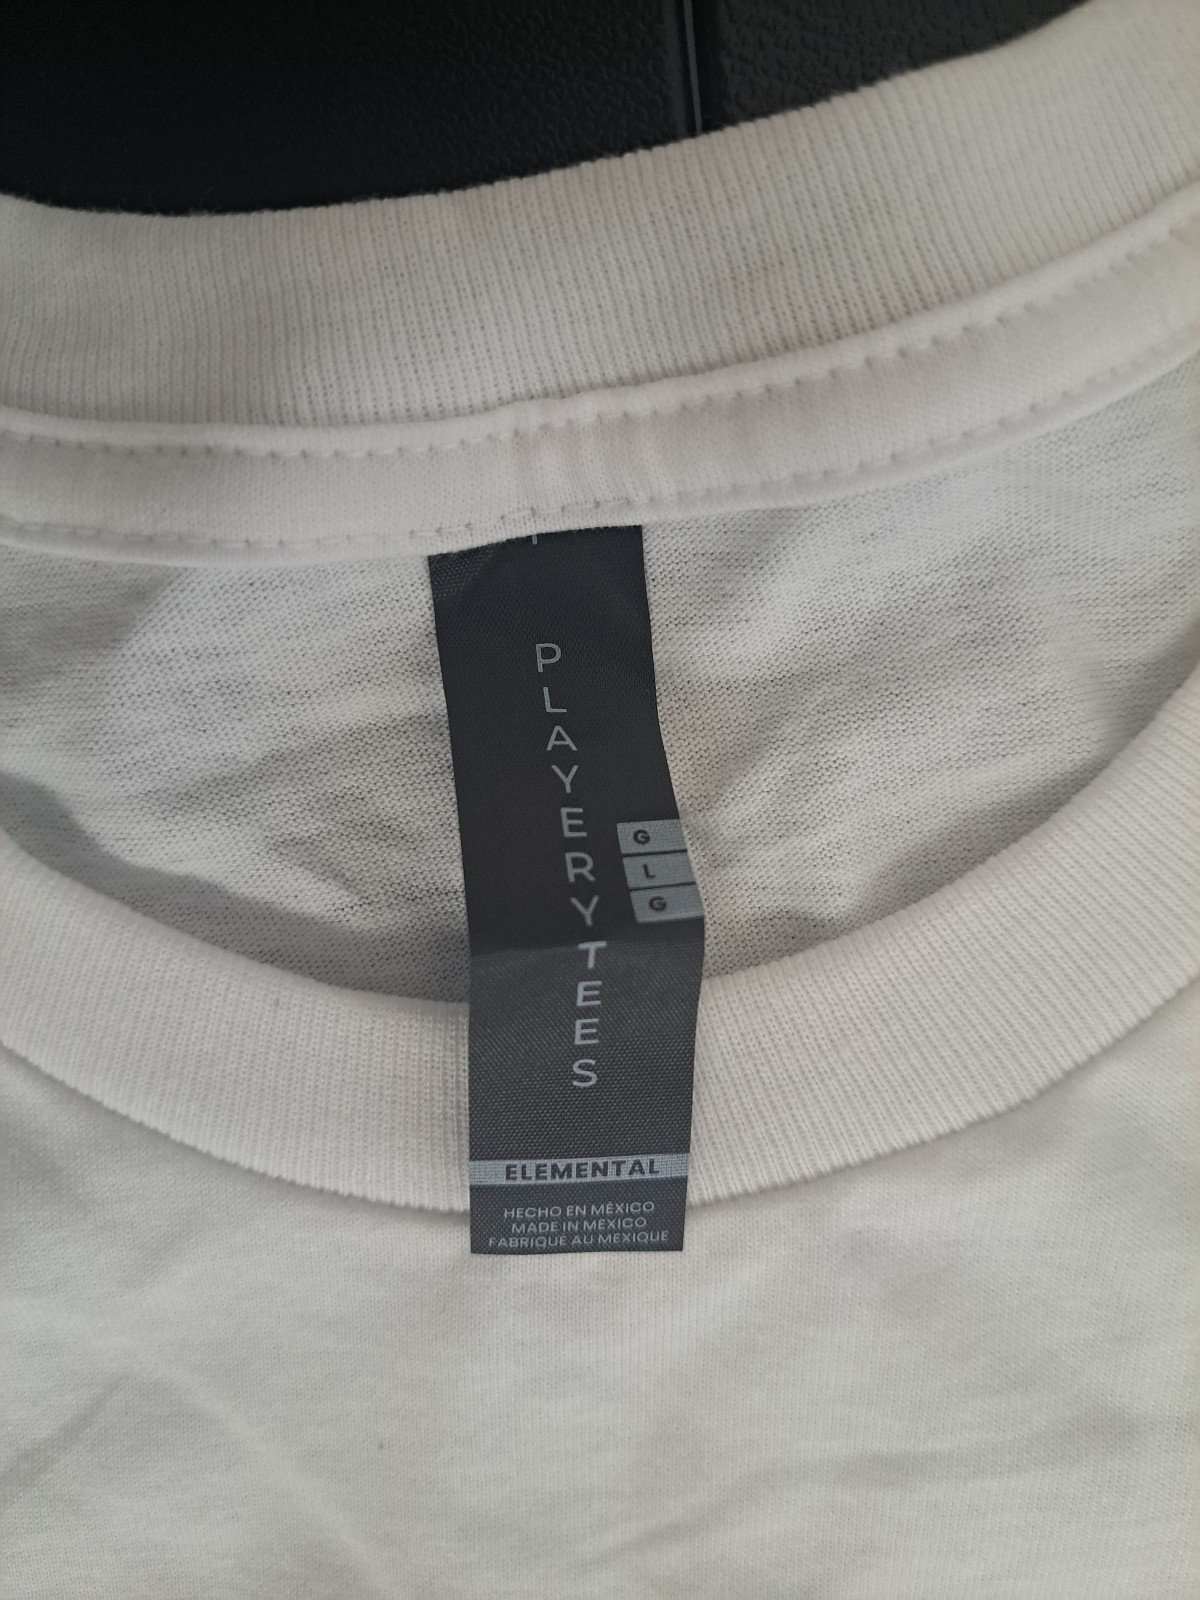 PLAYERYTEES
G
L
G
ELEMENTAL
HECHO EN MÉXICO
MADE IN MEXICO
FABRIQUÉ AU MEXIQUE